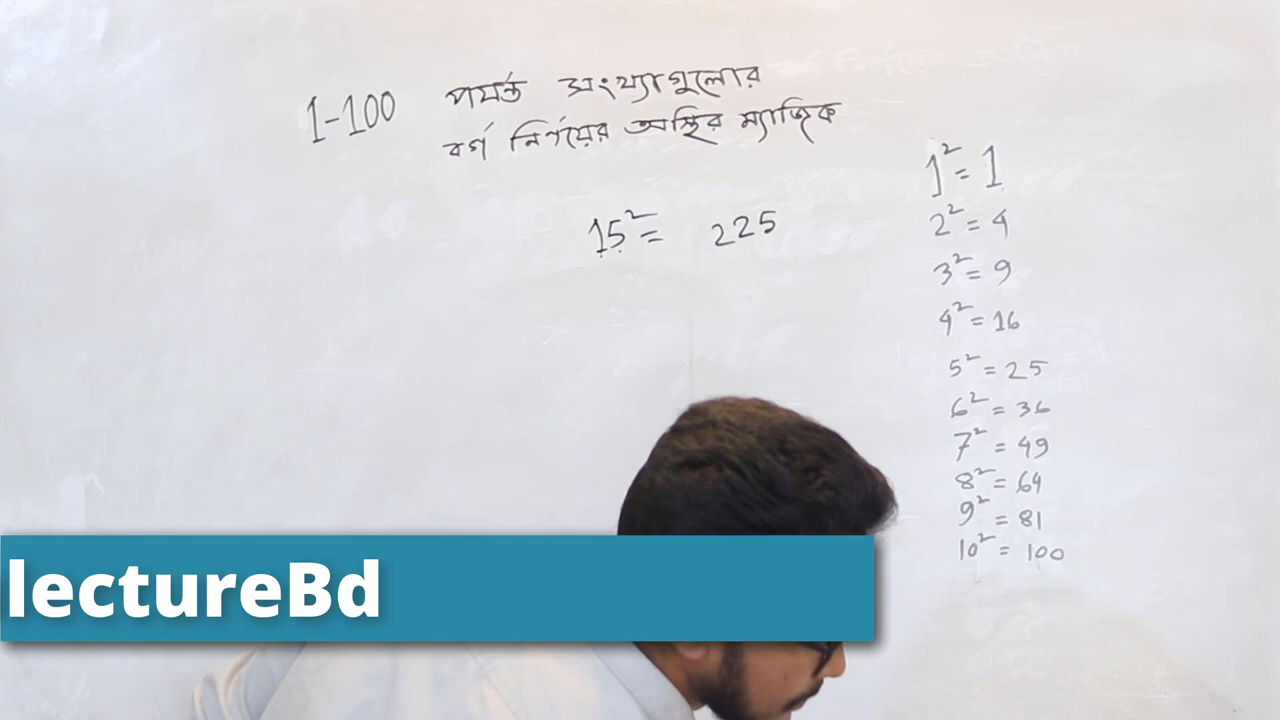 1-100 পর্যন্ত সংখ্যাগুলোর
বর্গ নির্ণয়ের অস্থির ম্যাজিক
15² = 225
1² = 1
2² = 4
3² = 9
4² = 16
5² = 25
6² = 36
7² = 49
8² = 64
9² = 81
10² = 100
lectureBd